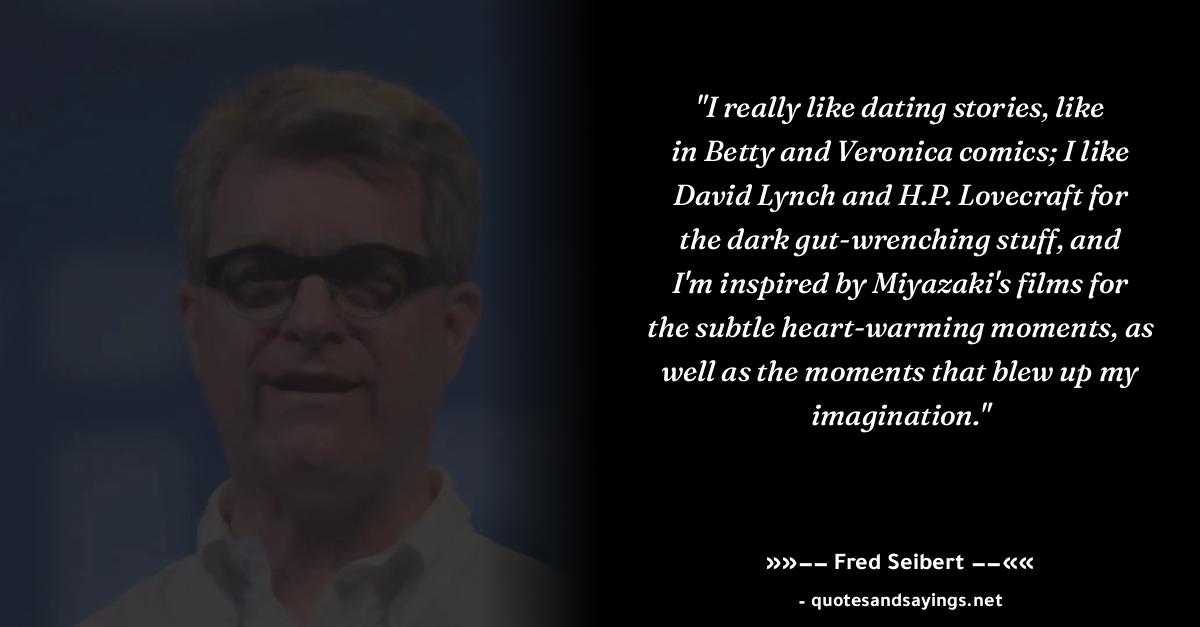 "I really like dating stories, like
in Betty and Veronica comics; I like
David Lynch and H.P. Lovecraft for
the dark gut-wrenching stuff, and
I'm inspired by Miyazaki's films for
the subtle heart-warming moments, as
well as the moments that blew up my
imagination."
»»–– Fred Seibert ––««
- quotesandsayings.net